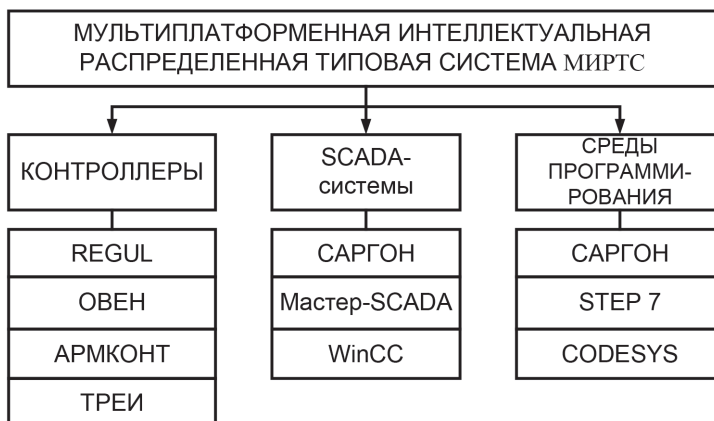 МУЛЬТИПЛАТФОРМЕННАЯ ИНТЕЛЛЕКТУАЛЬНАЯ
РАСПРЕДЕЛЕННАЯ ТИПОВАЯ СИСТЕМА МИРТС
КОНТРОЛЛЕРЫ
REGUL
ОВЕН
АРМКОНТ
ТРЕИ
SCADA-
системы
САРГОН
Мастер-SCADA
WinCC
СРЕДЫ
ПРОГРАММИ-
РОВАНИЯ
САРГОН
STEP 7
CODESYS